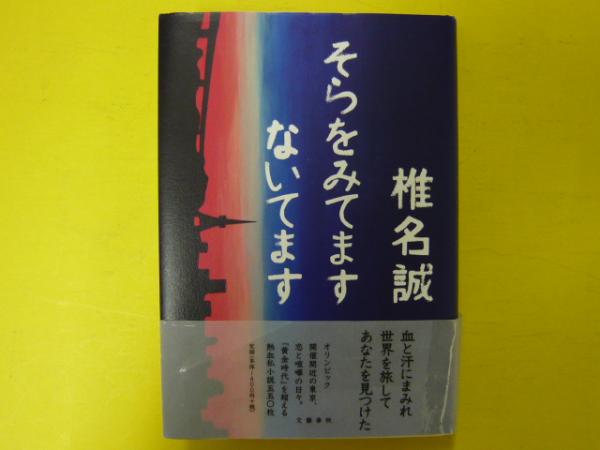 椎名誠
そらをみてます
ないてます
血と汗にまみれ
世界を旅して
あなたを見つけた
オリンピック
開催間近の東京、
恋と喧嘩の日々。
『黄金時代』を超える
熱血私小説五五〇枚
文藝春秋